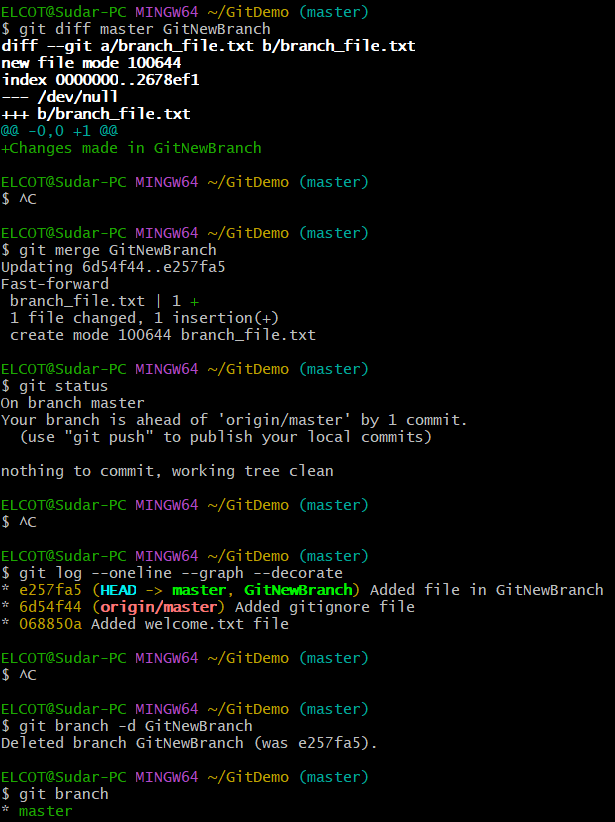 ELCOT@Sudar-PC MINGW64 ~/GitDemo (master)
$ git diff master GitNewBranch
diff --git a/branch_file.txt b/branch_file.txt
new file mode 100644
index 0000000..2678ef1
--- /dev/null
+++ b/branch_file.txt
@@ -0,0 +1 @@
+Changes made in GitNewBranch

ELCOT@Sudar-PC MINGW64 ~/GitDemo (master)
$ ^C

ELCOT@Sudar-PC MINGW64 ~/GitDemo (master)
$ git merge GitNewBranch
Updating 6d54f44..e257fa5
Fast-forward
 branch_file.txt | 1 +
 1 file changed, 1 insertion(+)
 create mode 100644 branch_file.txt

ELCOT@Sudar-PC MINGW64 ~/GitDemo (master)
$ git status
On branch master
Your branch is ahead of 'origin/master' by 1 commit.
  (use "git push" to publish your local commits)

nothing to commit, working tree clean

ELCOT@Sudar-PC MINGW64 ~/GitDemo (master)
$ ^C

ELCOT@Sudar-PC MINGW64 ~/GitDemo (master)
$ git log --oneline --graph --decorate
* e257fa5 (HEAD -> master, GitNewBranch) Added file in GitNewBranch
* 6d54f44 (origin/master) Added gitignore file
* 068850a Added welcome.txt file

ELCOT@Sudar-PC MINGW64 ~/GitDemo (master)
$ ^C

ELCOT@Sudar-PC MINGW64 ~/GitDemo (master)
$ git branch -d GitNewBranch
Deleted branch GitNewBranch (was e257fa5).

ELCOT@Sudar-PC MINGW64 ~/GitDemo (master)
$ git branch
* master